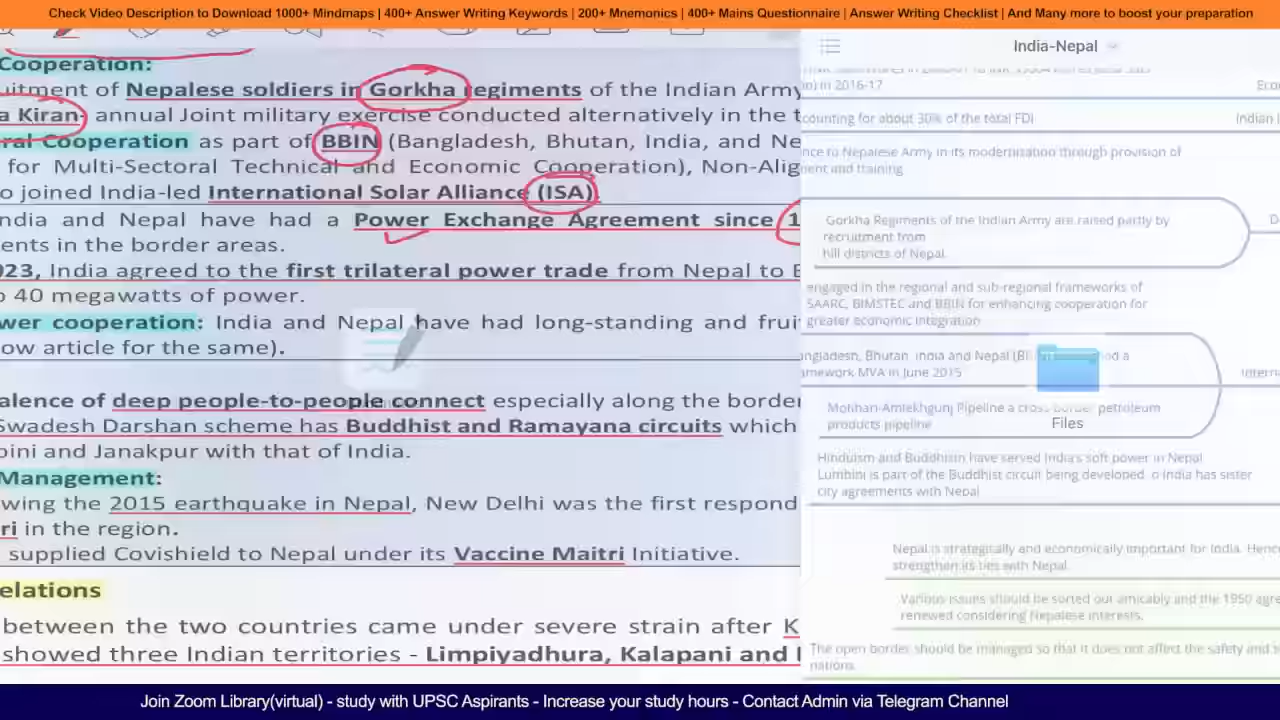 Check Video Description to Download 1000+ Mindmaps | 400+ Answer Writing Keywords | 200+ Mnemonics | 400+ Mains Questionnaire | Answer Writing Checklist | And Many more to boost your preparation
Cooperation:
uitment of Nepalese soldiers in Gorkha regiments of the Indian Army
a Kiran- annual Joint military exercise conducted alternatively in the t
ral Cooperation as part of BBIN (Bangladesh, Bhutan, India, and Ne
for Multi-Sectoral Technical and Economic Cooperation), Non-Alig
o joined India-led International Solar Alliance (ISA)
ndia and Nepal have had a Power Exchange Agreement since 1
ents in the border areas.
023, India agreed to the first trilateral power trade from Nepal to B
o 40 megawatts of power.
wer cooperation: India and Nepal have had long-standing and frui
ow article for the same).
alence of deep people-to-people connect especially along the border
Swadesh Darshan scheme has Buddhist and Ramayana circuits which
bini and Janakpur with that of India.
Management:
wing the 2015 earthquake in Nepal, New Delhi was the first respond
ri in the region.
supplied Covishield to Nepal under its Vaccine Maitri Initiative.
elations
between the two countries came under severe strain after K
showed three Indian territories - Limpiyadhura, Kalapani and
India-Nepal
in 2016-17
Eco
counting for about 30% of the total FDI
Indian
nce to Nepalese Army in its modernization through provision of
ment and training
Gorkha Regiments of the Indian Army are raised partly by
recruitment from
hill districts of Nepal.
D
engaged in the regional and sub-regional frameworks of
SAARC, BIMSTEC and BBIN for enhancing cooperation for
greater economic integration
ngladesh, Bhutan, India and Nepal (BI d a
mework MVA in June 2015
Intern
Motihari-Amlekhgunj Pipeline a cross border petroleum
products pipeline
Files
Hinduism and Buddhism have served India's soft power in Nepal
Lumbini is part of the Buddhist circuit being developed. o India has sister
city agreements with Nepal
Nepal is strategically and economically important for India. Henc
strengthen its ties with Nepal.
Various issues should be sorted out amicably and the 1950 agre
renewed considering Nepalese interests.
The open border should be managed so that it does not affect the safety and s
nations.
Join Zoom Library(virtual) - study with UPSC Aspirants - Increase your study hours - Contact Admin via Telegram Channel